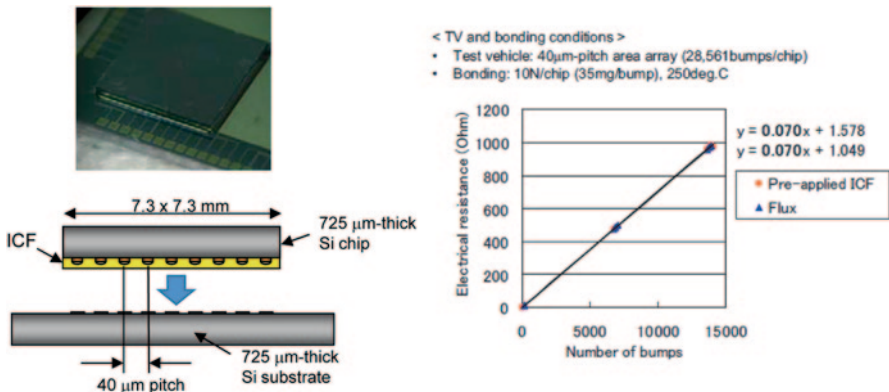 < TV and bonding conditions >
• Test vehicle: 40μm-pitch area array (28,561bumps/chip)
• Bonding: 10N/chip (35mg/bump), 250deg.C
7.3 x 7.3 mm
725 μm-thick
Si chip
ICF
725 μm-thick
Si substrate
40 μm pitch
Electrical resistance (Ohm)
1200
1000
800
600
400
200
0
0 5000 10000 15000
Number of bumps
y = 0.070x + 1.578
y = 0.070x + 1.049
Pre-applied ICF
Flux